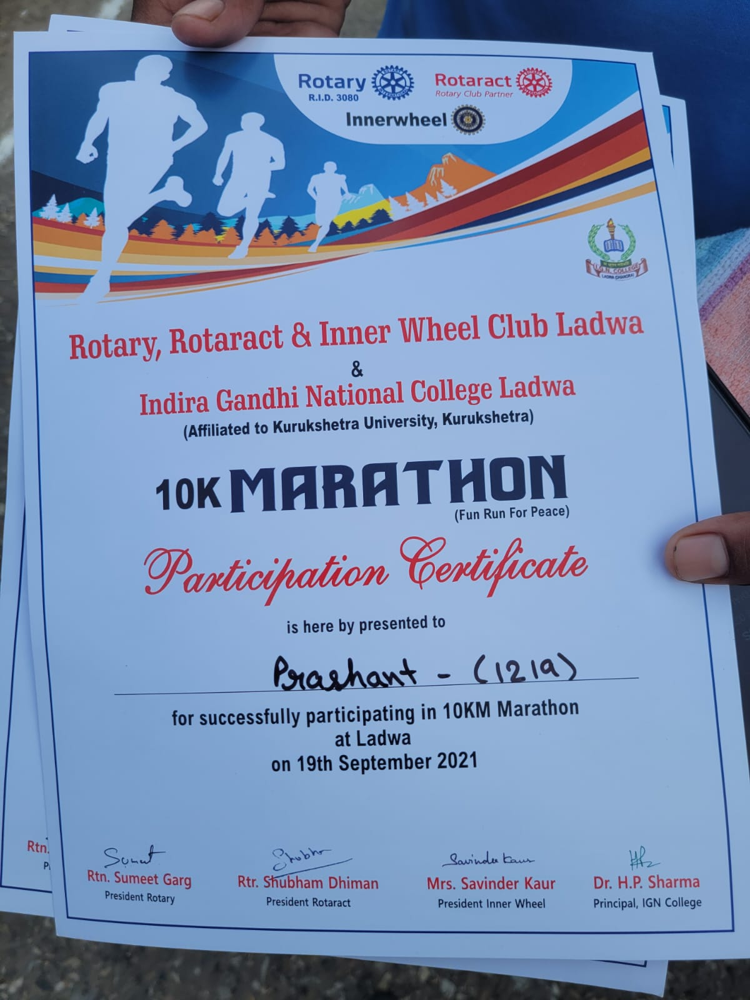 Rotary
R.I.D. 3080
Rotaract
Rotary Club Partner
Innerwheel
I.G.N. COLLEGE
Rotary, Rotaract & Inner Wheel Club Ladwa
&
Indira Gandhi National College Ladwa
(Affiliated to Kurukshetra University, Kurukshetra)
10K MARATHON
(Fun Run For Peace)
Participation Certificate
is here by presented to
Prashant - (1219)
for successfully participating in 10KM Marathon
at Ladwa
on 19th September 2021
Sumeet
Shubham
Savinder Kaur
Rtn. Sumeet Garg
President Rotary
Rtr. Shubham Dhiman
President Rotaract
Mrs. Savinder Kaur
President Inner Wheel
Dr. H.P. Sharma
Principal, IGN College
Rtn.